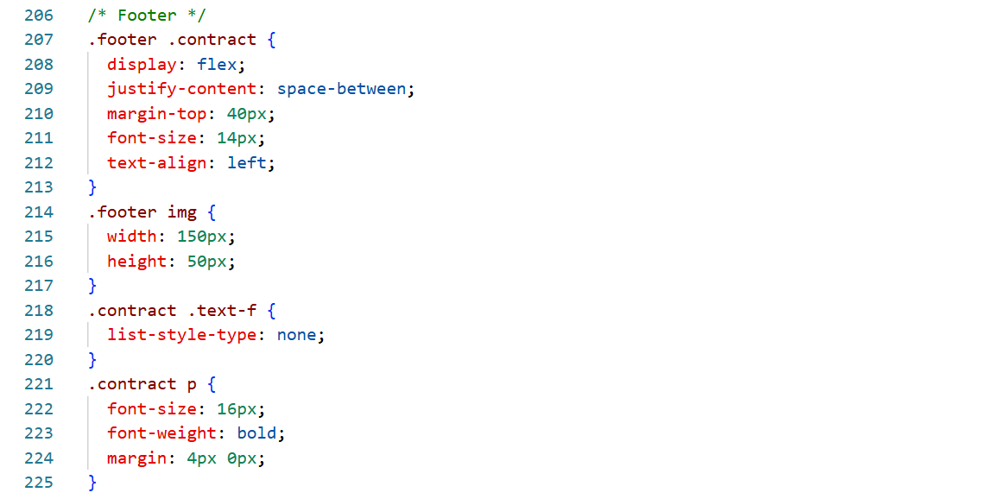 206 /* Footer */
207 .footer .contract {
208 display: flex;
209 justify-content: space-between;
210 margin-top: 40px;
211 font-size: 14px;
212 text-align: left;
213 }
214 .footer img {
215 width: 150px;
216 height: 50px;
217 }
218 .contract .text-f {
219 list-style-type: none;
220 }
221 .contract p {
222 font-size: 16px;
223 font-weight: bold;
224 margin: 4px 0px;
225 }